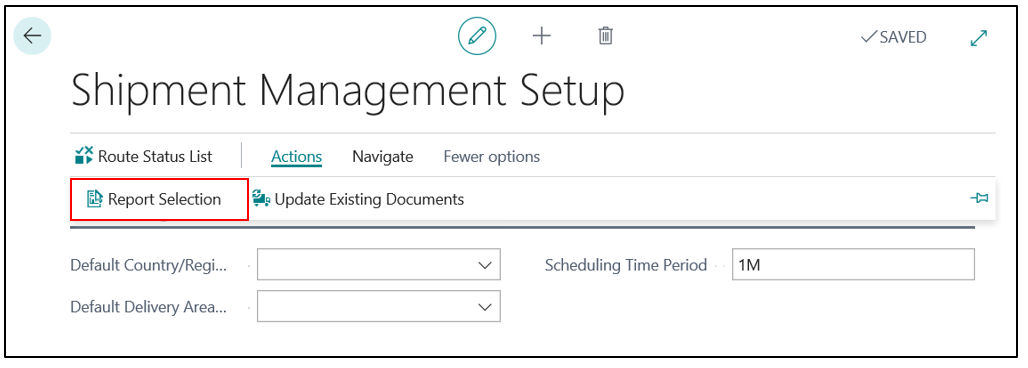 SAVED
Shipment Management Setup
Route Status List Actions Navigate Fewer options
Report Selection Update Existing Documents
Default Country/Regi... Scheduling Time Period 1M
Default Delivery Area...